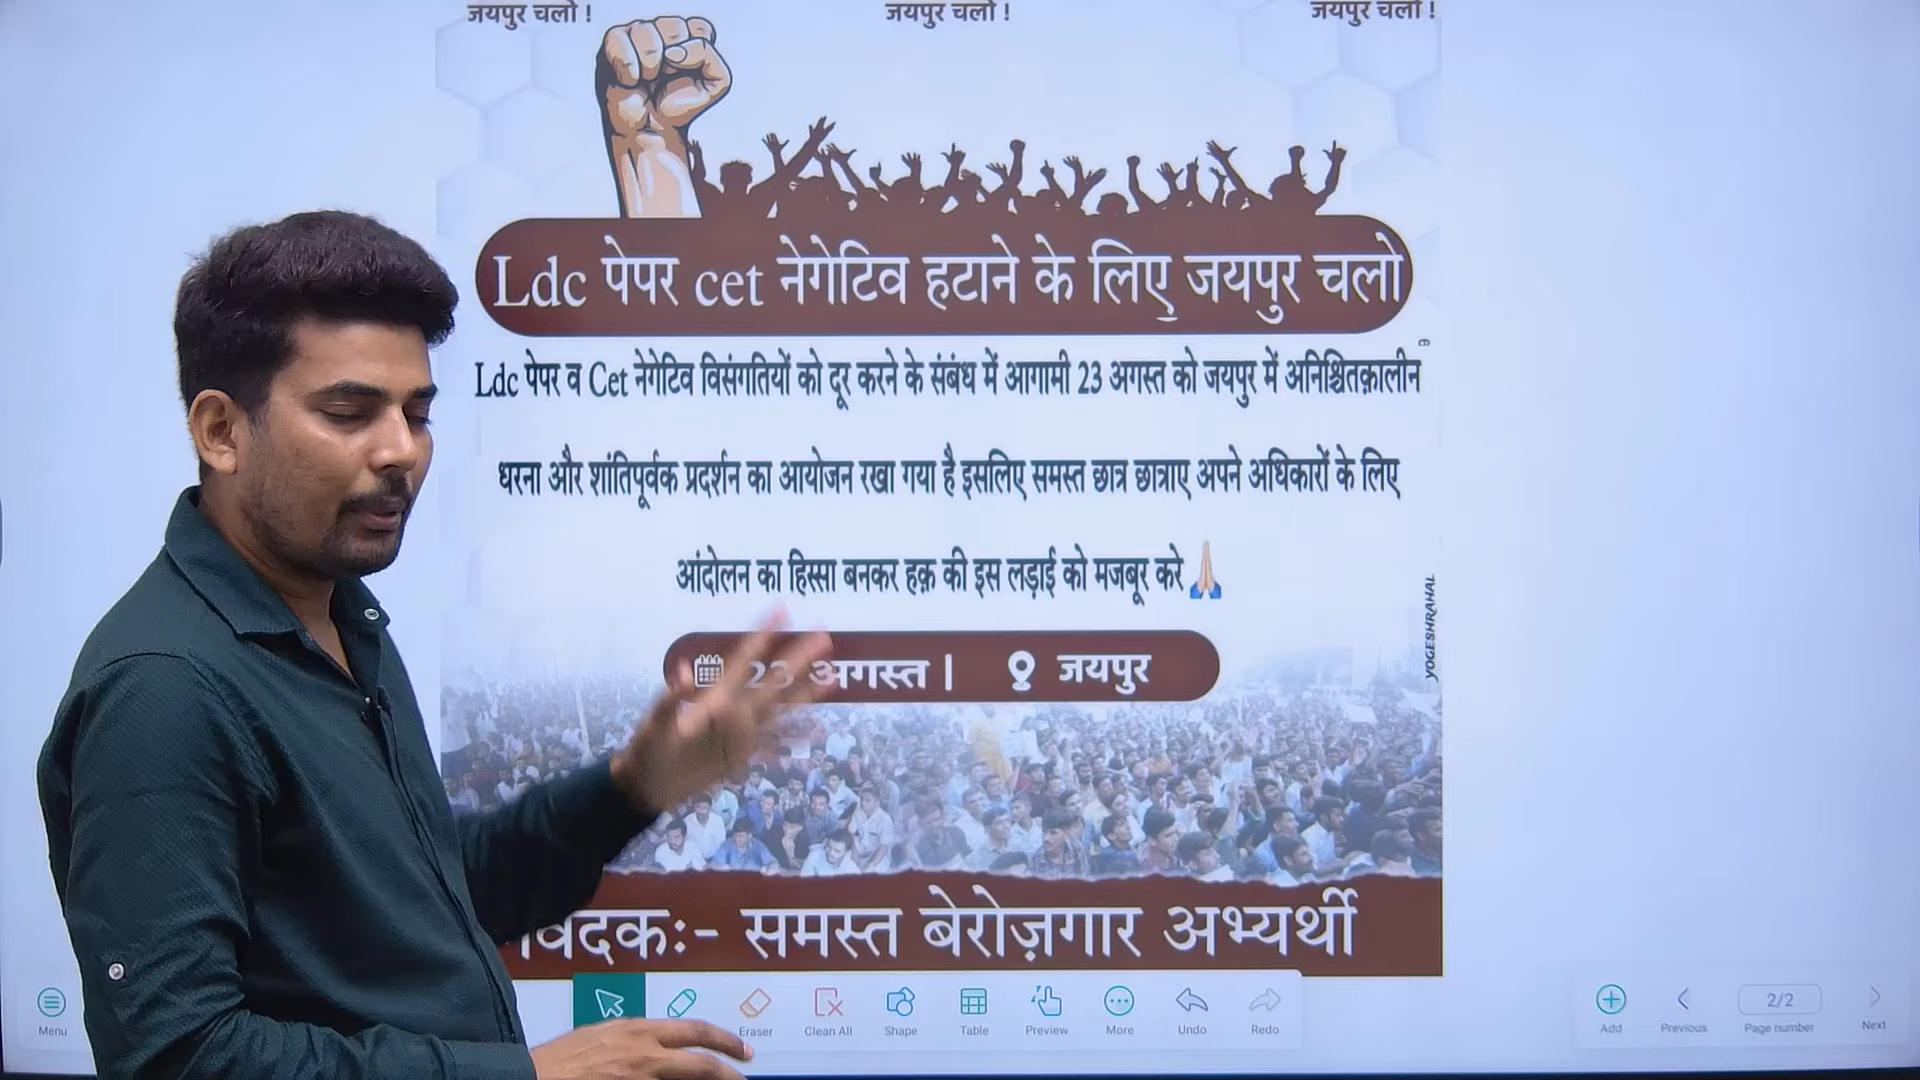 जयपुर चलो ! जयपुर चलो ! जयपुर चलो !
Ldc पेपर cet नेगेटिव हटाने के लिए जयपुर चलो
Ldc पेपर व Cet नेगेटिव विसंगतियों को दूर करने के संबंध में आगामी 23 अगस्त को जयपुर में अनिश्चितक़ालीन
धरना और शांतिपूर्वक प्रदर्शन का आयोजन रखा गया है इसलिए समस्त छात्र छात्राए अपने अधिकारों के लिए
आंदोलन का हिस्सा बनकर हक़ की इस लड़ाई को मजबूर करे 🙏🏻
YOGESHRAHAL
23 अगस्त | जयपुर
समस्त बेरोज़गार अभ्यर्थी
Menu
Eraser Clean All Shape Table Preview More Undo Redo
2/2
Add Previous Page number Next